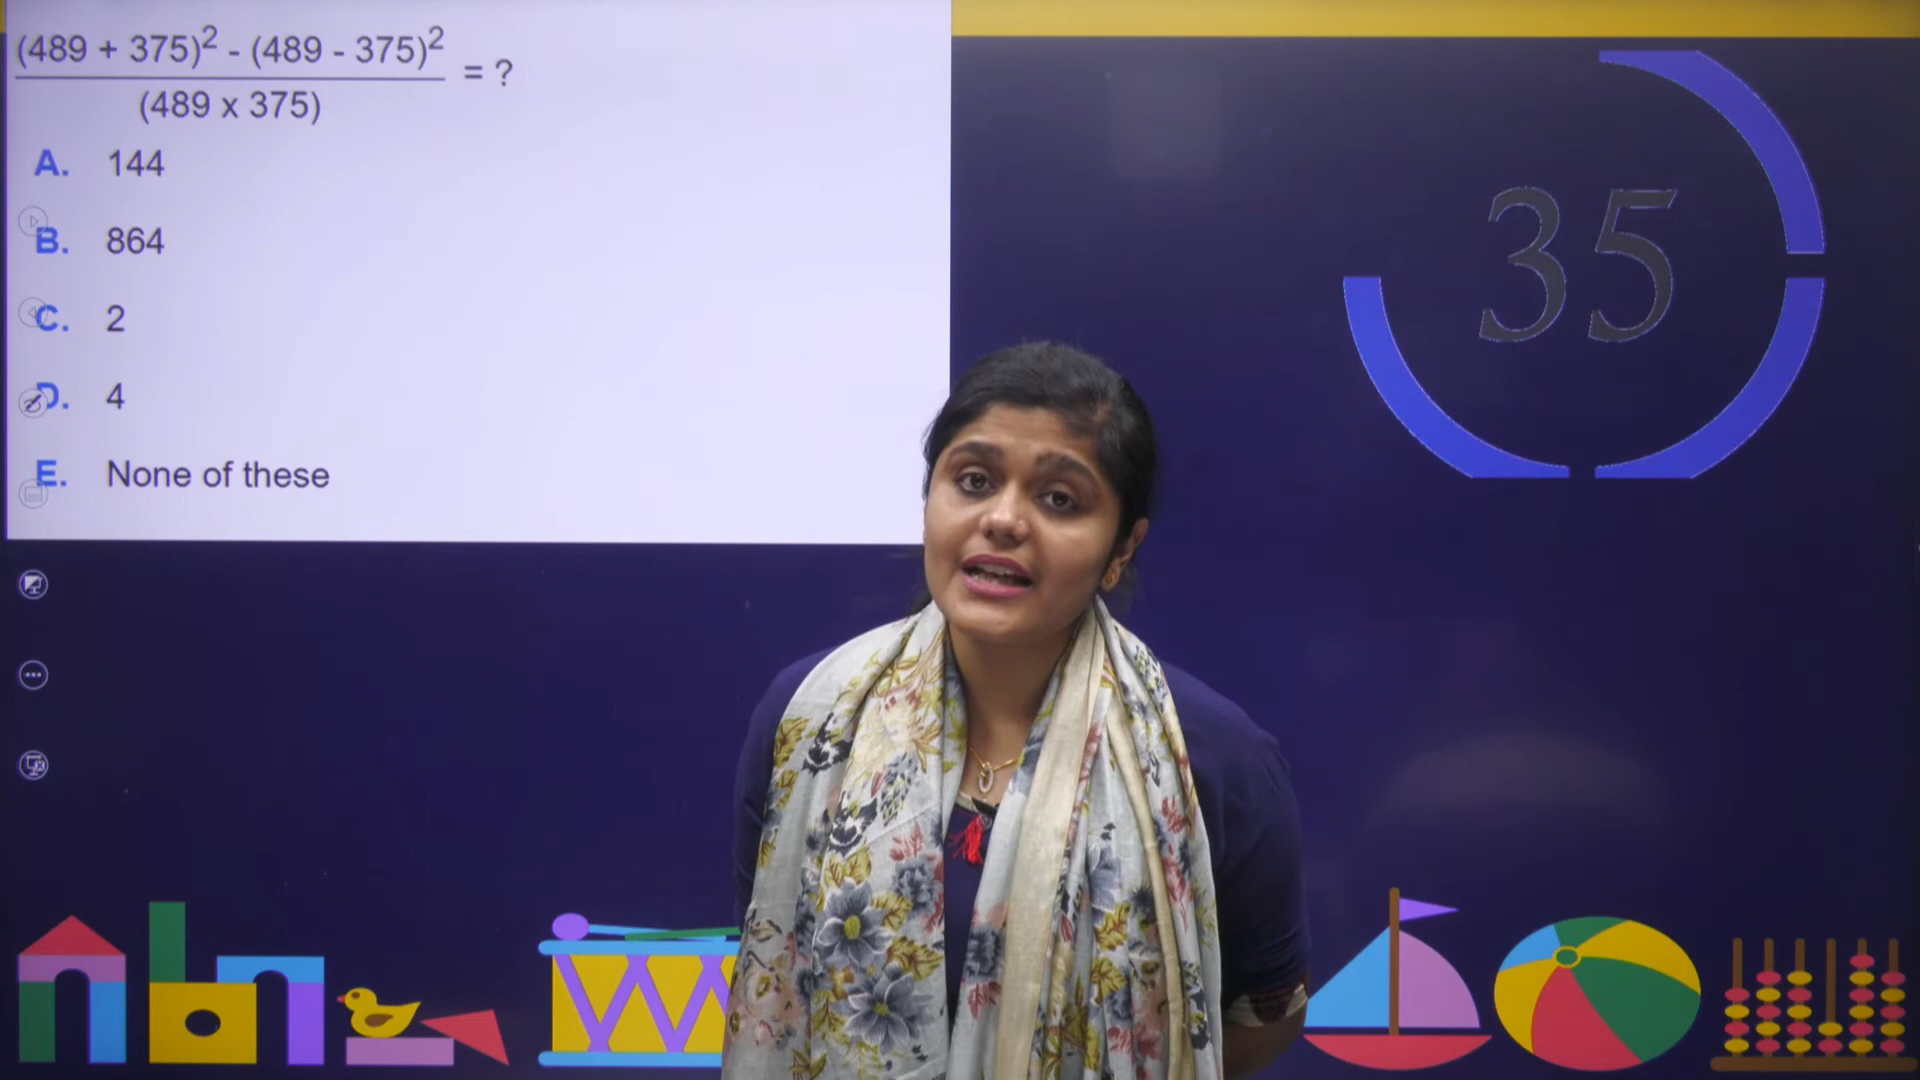 (489 + 375)² - (489 - 375)²
(489 x 375)
= ?
A. 144
B. 864
C. 2
D. 4
E. None of these
35